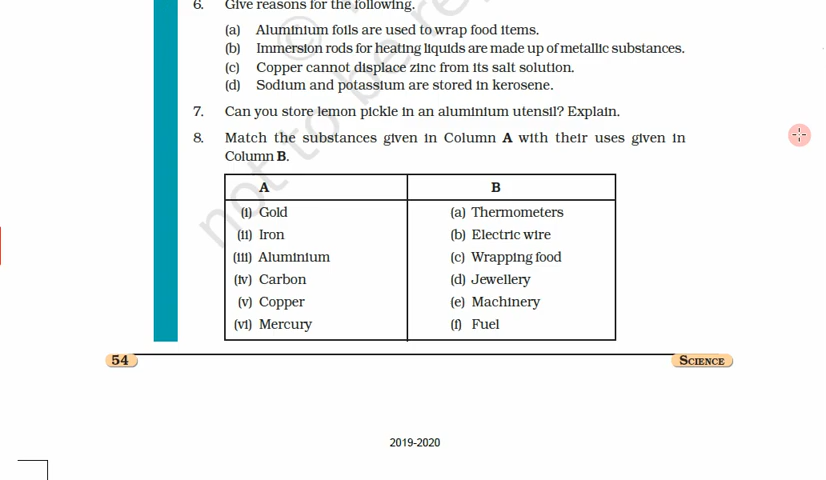 6. Give reasons for the following.
(a) Aluminium foils are used to wrap food items.
(b) Immersion rods for heating liquids are made up of metallic substances.
(c) Copper cannot displace zinc from its salt solution.
(d) Sodium and potassium are stored in kerosene.
7. Can you store lemon pickle in an aluminium utensil? Explain.
8. Match the substances given in Column A with their uses given in
Column B.
A B
(i) Gold (a) Thermometers
(ii) Iron (b) Electric wire
(iii) Aluminium (c) Wrapping food
(iv) Carbon (d) Jewellery
(v) Copper (e) Machinery
(vi) Mercury (f) Fuel
54 SCIENCE
2019-2020
©
not to be rep